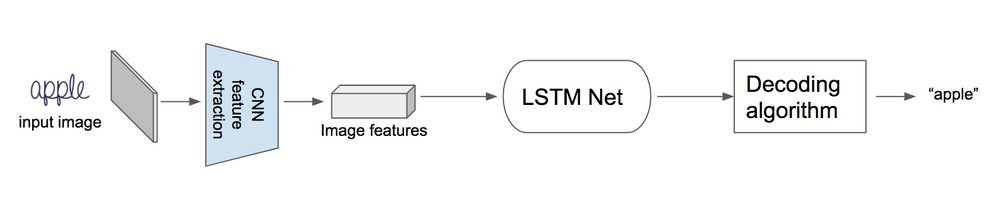 apple
input image
CNN
feature
extraction
Image features
LSTM Net
Decoding
algorithm
“apple”